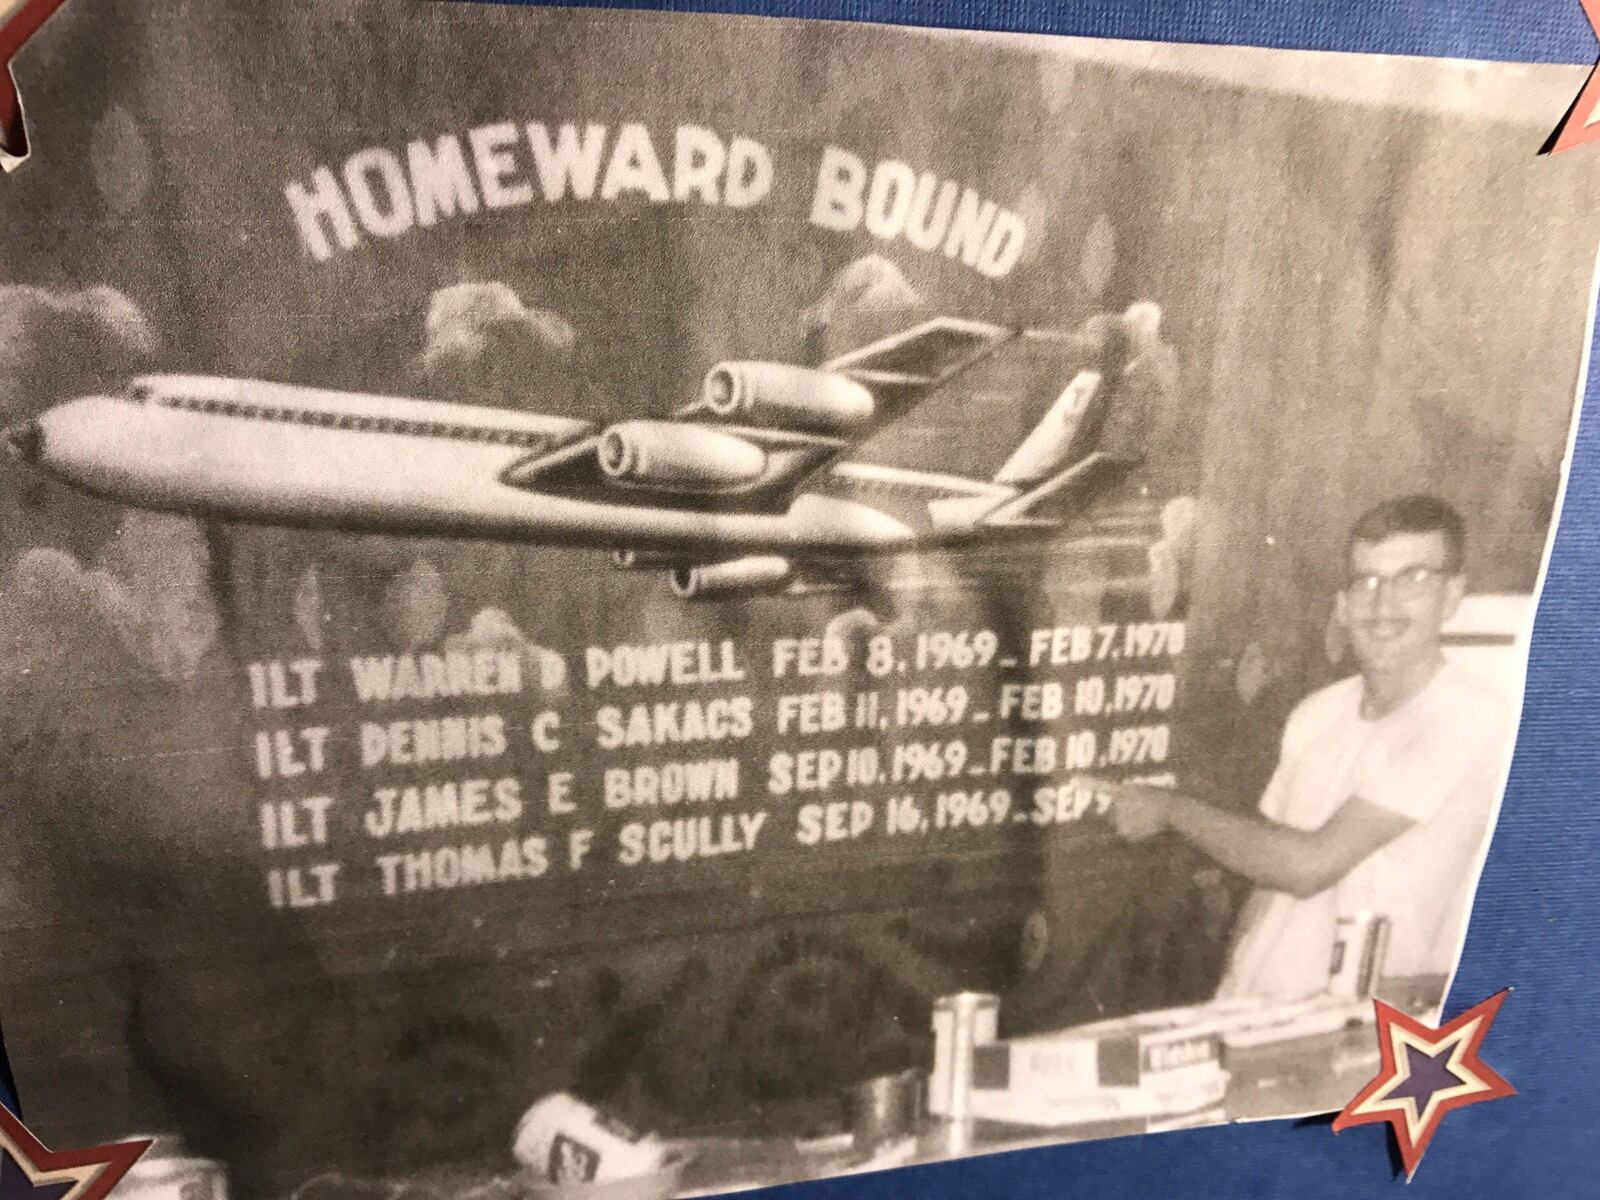 HOMEWARD BOUND
1LT WARREN D POWELL FEB 8, 1969 - FEB 7, 1970
1LT DENNIS C SAKACS FEB 11, 1969 - FEB 10, 1970
1LT JAMES E BROWN SEP 10, 1969 - FEB 10, 1970
1LT THOMAS F SCULLY SEP 16, 1969 - SEP